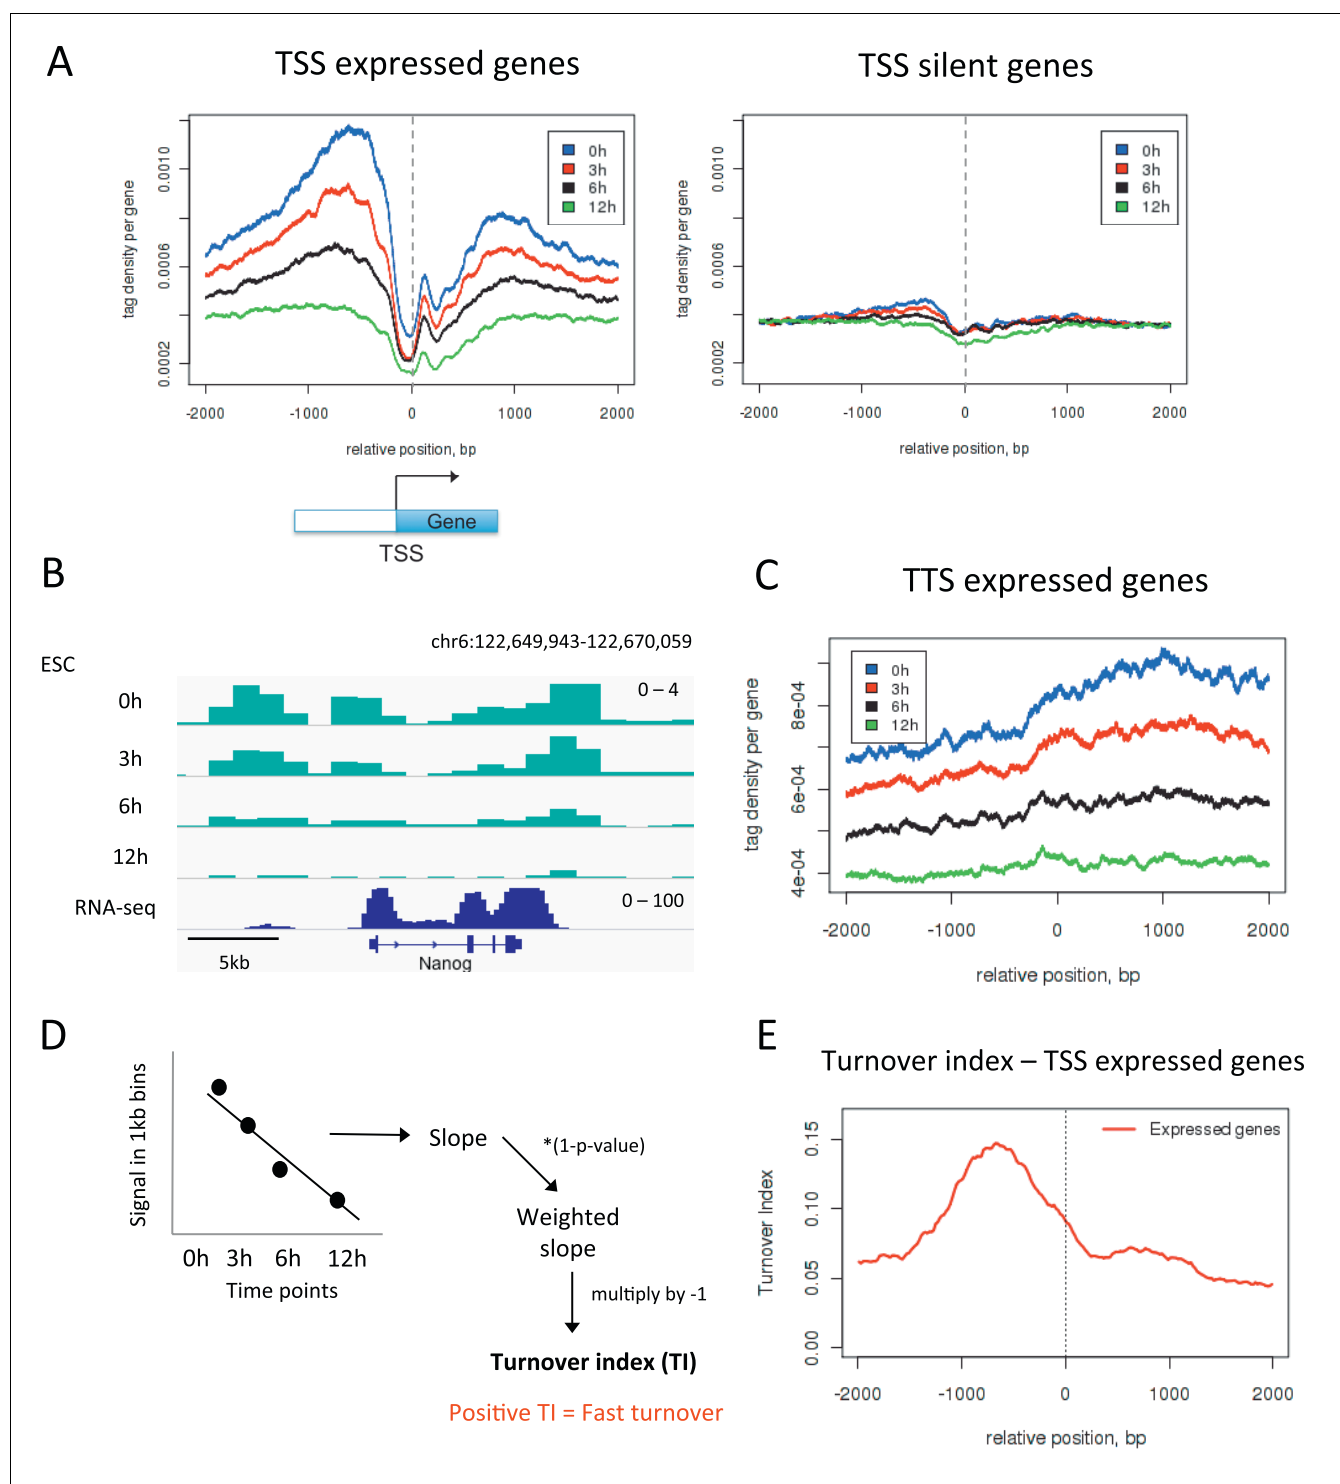 A
TSS expressed genes
TSS silent genes
tag density per gene
0.0002
0.0006
0.0010
0h
3h
6h
12h
-2000
-1000
0
1000
2000
relative position, bp
Gene
TSS
tag density per gene
0.0002
0.0006
0.0010
0h
3h
6h
12h
-2000
-1000
0
1000
2000
relative position, bp
B
chr6:122,649,943-122,670,059
ESC
0h
0 – 4
3h
6h
12h
RNA-seq
0 – 100
5kb
Nanog
C
TTS expressed genes
tag density per gene
4e-04
6e-04
8e-04
0h
3h
6h
12h
-2000
-1000
0
1000
2000
relative position, bp
D
Signal in 1kb bins
0h 3h 6h 12h
Time points
Slope
*(1-p-value)
Weighted
slope
multiply by -1
Turnover index (TI)
Positive TI = Fast turnover
E
Turnover index – TSS expressed genes
Turnover Index
0.00
0.05
0.10
0.15
Expressed genes
-2000
-1000
0
1000
2000
relative position, bp